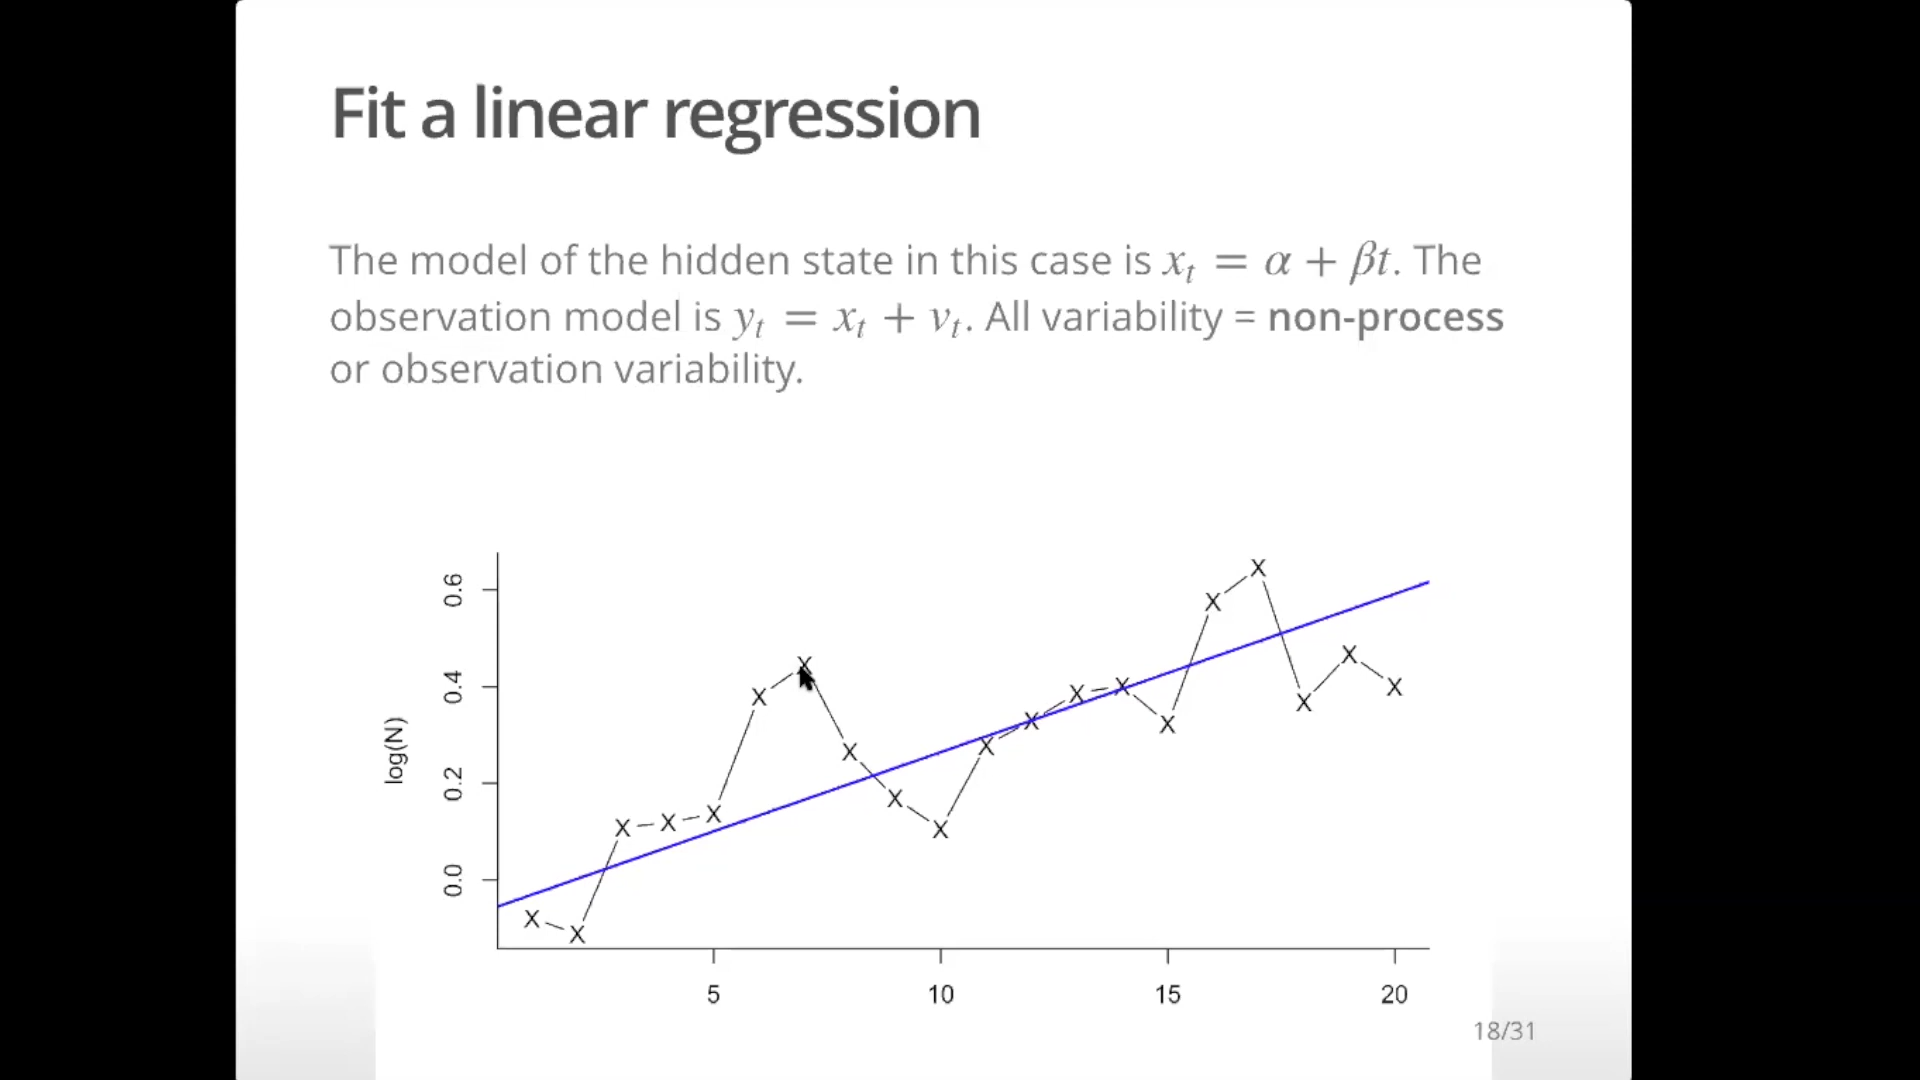 Fit a linear regression
The model of the hidden state in this case is xₜ = α + βt. The
observation model is yₜ = xₜ + vₜ. All variability = non-process
or observation variability.
0.6
0.4
0.2
0.0
log(N)
5 10 15 20
18/31